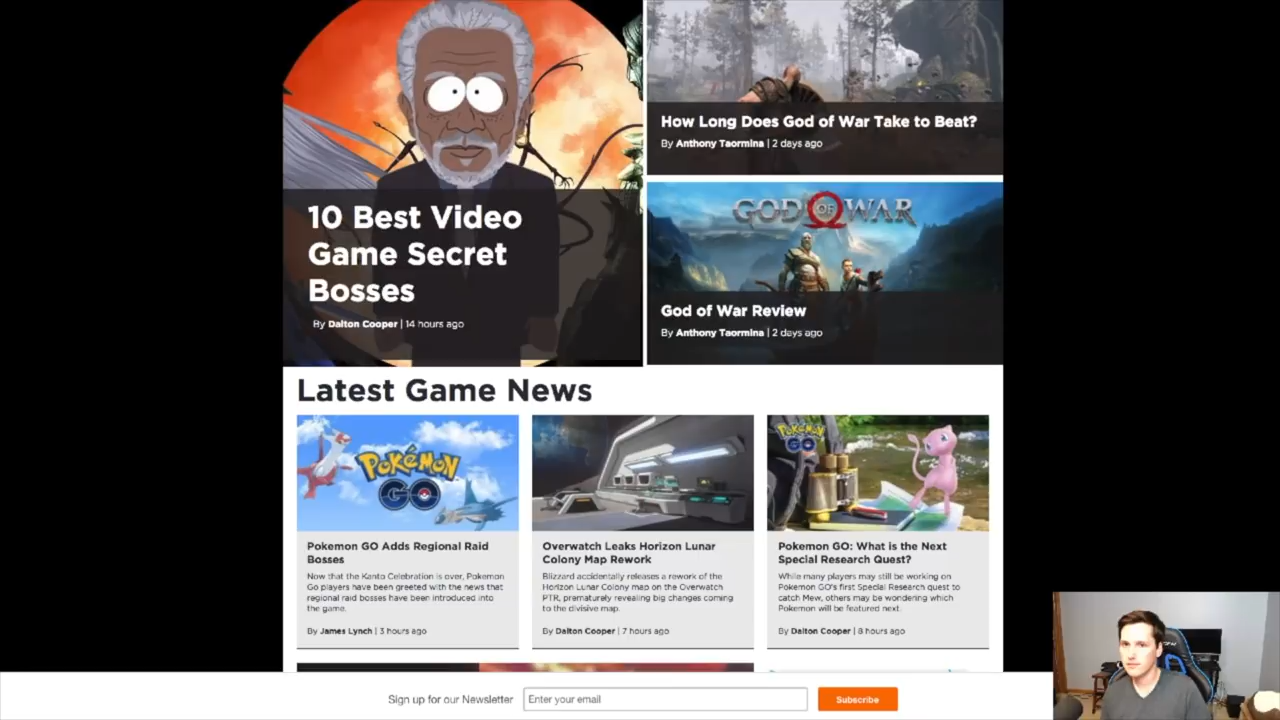 10 Best Video
Game Secret
Bosses
By Dalton Cooper | 14 hours ago
How Long Does God of War Take to Beat?
By Anthony Taormina | 2 days ago
GOD OF WAR
God of War Review
By Anthony Taormina | 2 days ago
Latest Game News
POKÉMON
GO
Pokemon GO Adds Regional Raid
Bosses
Now that the Kanto Celebration is over, Pokemon
Go players have been greeted with the news that
regional raid bosses have been introduced into
the game.
By James Lynch | 3 hours ago
Overwatch Leaks Horizon Lunar
Colony Map Rework
Blizzard accidentally releases a rework of the
Horizon Lunar Colony map on the Overwatch
PTR, prematurely revealing big changes coming
to the divisive map.
By Dalton Cooper | 7 hours ago
POKÉMON
GO
Pokemon GO: What is the Next
Special Research Quest?
While many players may still be working on
Pokemon GO's first Special Research quest to
catch Mew, others may be wondering which
Pokemon will be featured next.
By Dalton Cooper | 8 hours ago
Sign up for our Newsletter
Enter your email
Subscribe